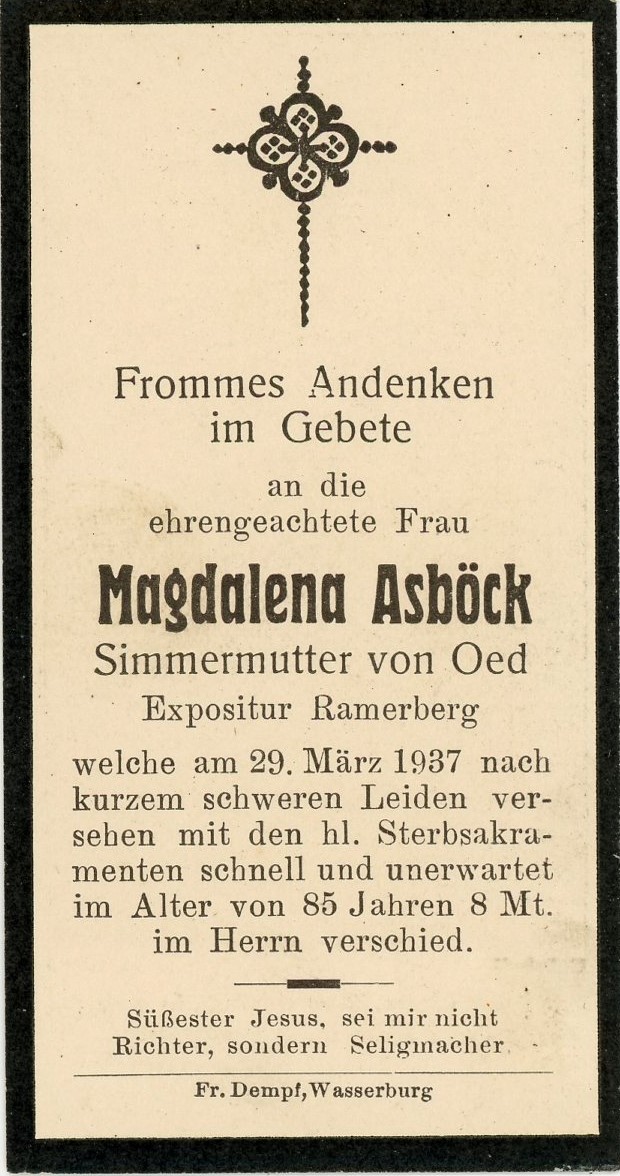 Frommes Andenken
im Gebete
an die
ehrengeachtete Frau
Magdalena Asböck
Simmermutter von Oed
Expositur Ramerberg
welche am 29. März 1937 nach
kurzem schweren Leiden ver-
sehen mit den hl. Sterbsakra-
menten schnell und unerwartet
im Alter von 85 Jahren 8 Mt.
im Herrn verschied.
Süßester Jesus, sei mir nicht
Richter, sondern Seligmacher.
Fr. Dempf, Wasserburg